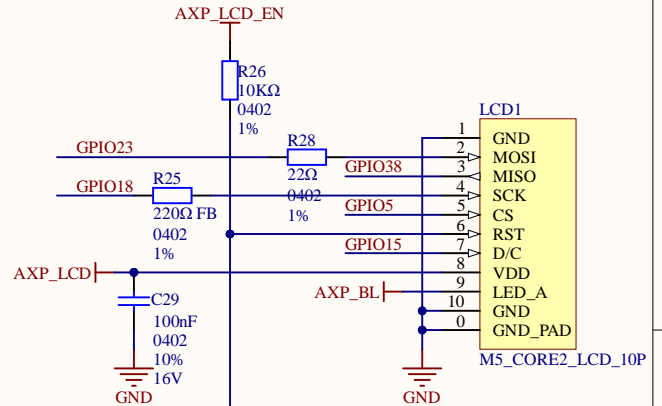 AXP_LCD_EN
R26
10KΩ
0402
1%
LCD1
GPIO23
R28
22Ω
0402
1%
GPIO38
GPIO18
R25
220Ω FB
0402
1%
GPIO5
GPIO15
1 GND
2 MOSI
3 MISO
4 SCK
5 CS
6 RST
7 D/C
8 VDD
9 LED_A
10 GND
0 GND_PAD
AXP_LCD
AXP_BL
C29
100nF
0402
10%
16V
GND
GND
M5_CORE2_LCD_10P